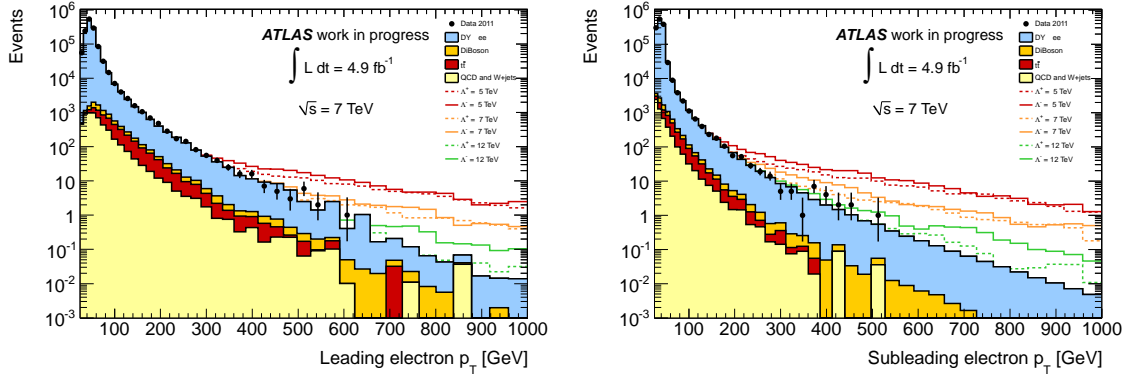 Events
10^6
10^5
10^4
10^3
10^2
10
1
10^-1
10^-2
10^-3
ATLAS work in progress
∫ L dt = 4.9 fb^-1
√s = 7 TeV
Data 2011
DY ee
DiBoson
tt̄
QCD and W+jets
Λ+ = 5 TeV
Λ- = 5 TeV
Λ+ = 7 TeV
Λ- = 7 TeV
Λ+ = 12 TeV
Λ- = 12 TeV
100 200 300 400 500 600 700 800 900 1000
Leading electron p_T [GeV]
Events
10^6
10^5
10^4
10^3
10^2
10
1
10^-1
10^-2
10^-3
ATLAS work in progress
∫ L dt = 4.9 fb^-1
√s = 7 TeV
Data 2011
DY ee
DiBoson
tt̄
QCD and W+jets
Λ+ = 5 TeV
Λ- = 5 TeV
Λ+ = 7 TeV
Λ- = 7 TeV
Λ+ = 12 TeV
Λ- = 12 TeV
100 200 300 400 500 600 700 800 900 1000
Subleading electron p_T [GeV]